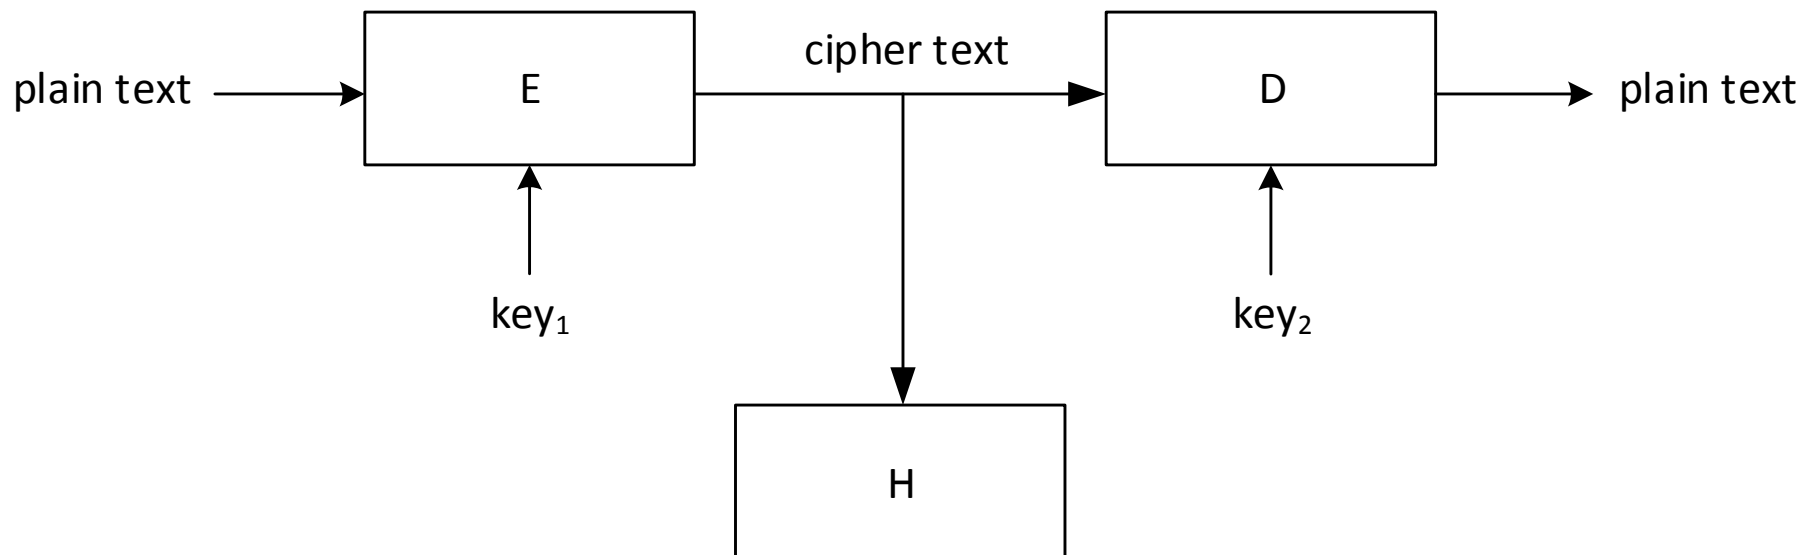 cipher text
plain text
E
D
plain text
key₁
key₂
H